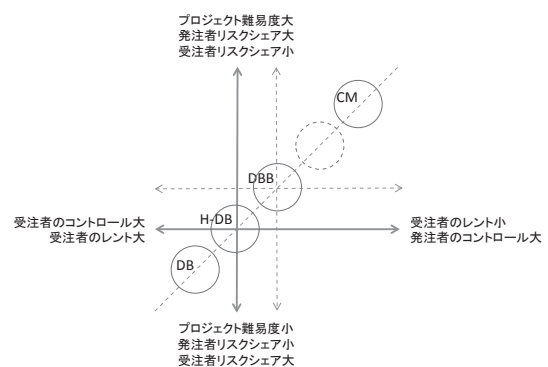 プロジェクト難易度大
発注者リスクシェア大
受注者リスクシェア小
CM
DBB
H-DB
受注者のコントロール大
受注者のレント大
受注者のレント小
発注者のコントロール大
DB
プロジェクト難易度小
発注者リスクシェア小
受注者リスクシェア大